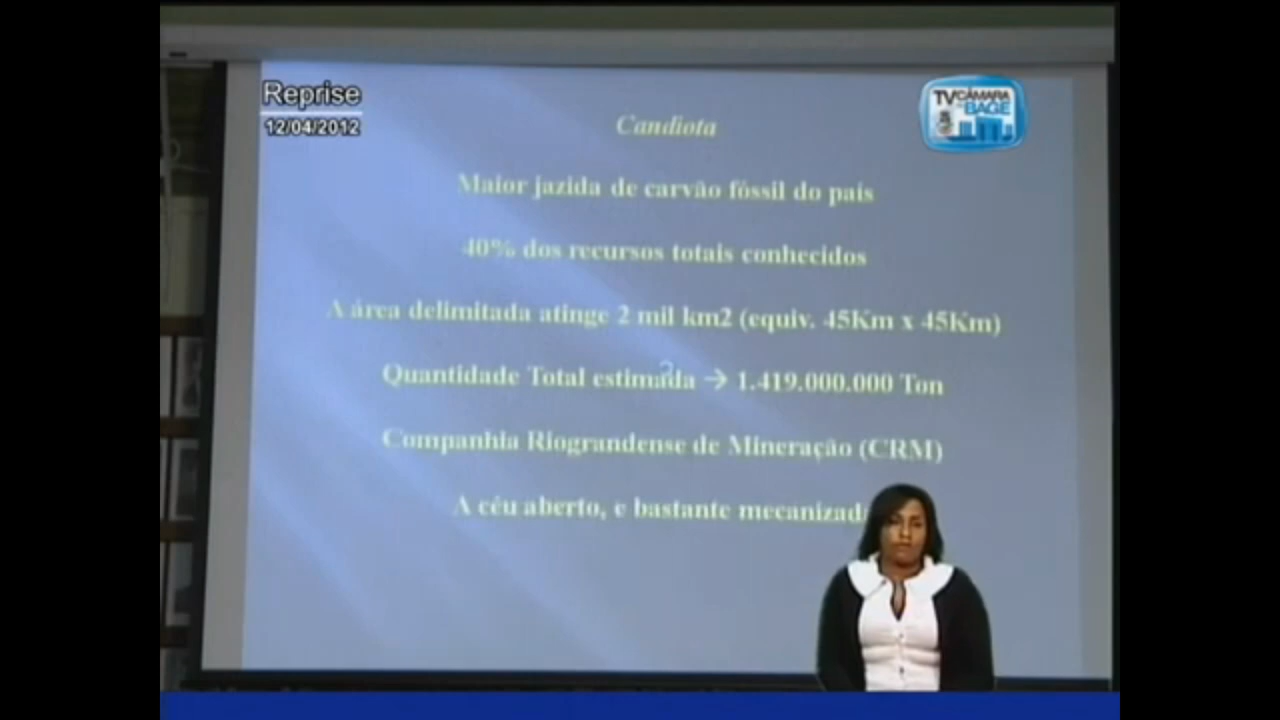 Reprise
12/04/2012
TV CÂMARA
BAGÉ
Candiota
Maior jazida de carvão fóssil do país
40% dos recursos totais conhecidos
A área delimitada atinge 2 mil km2 (equiv. 45Km x 45Km)
Quantidade Total estimada → 1.419.000.000 Ton
Companhia Riograndense de Mineração (CRM)
A céu aberto, e bastante